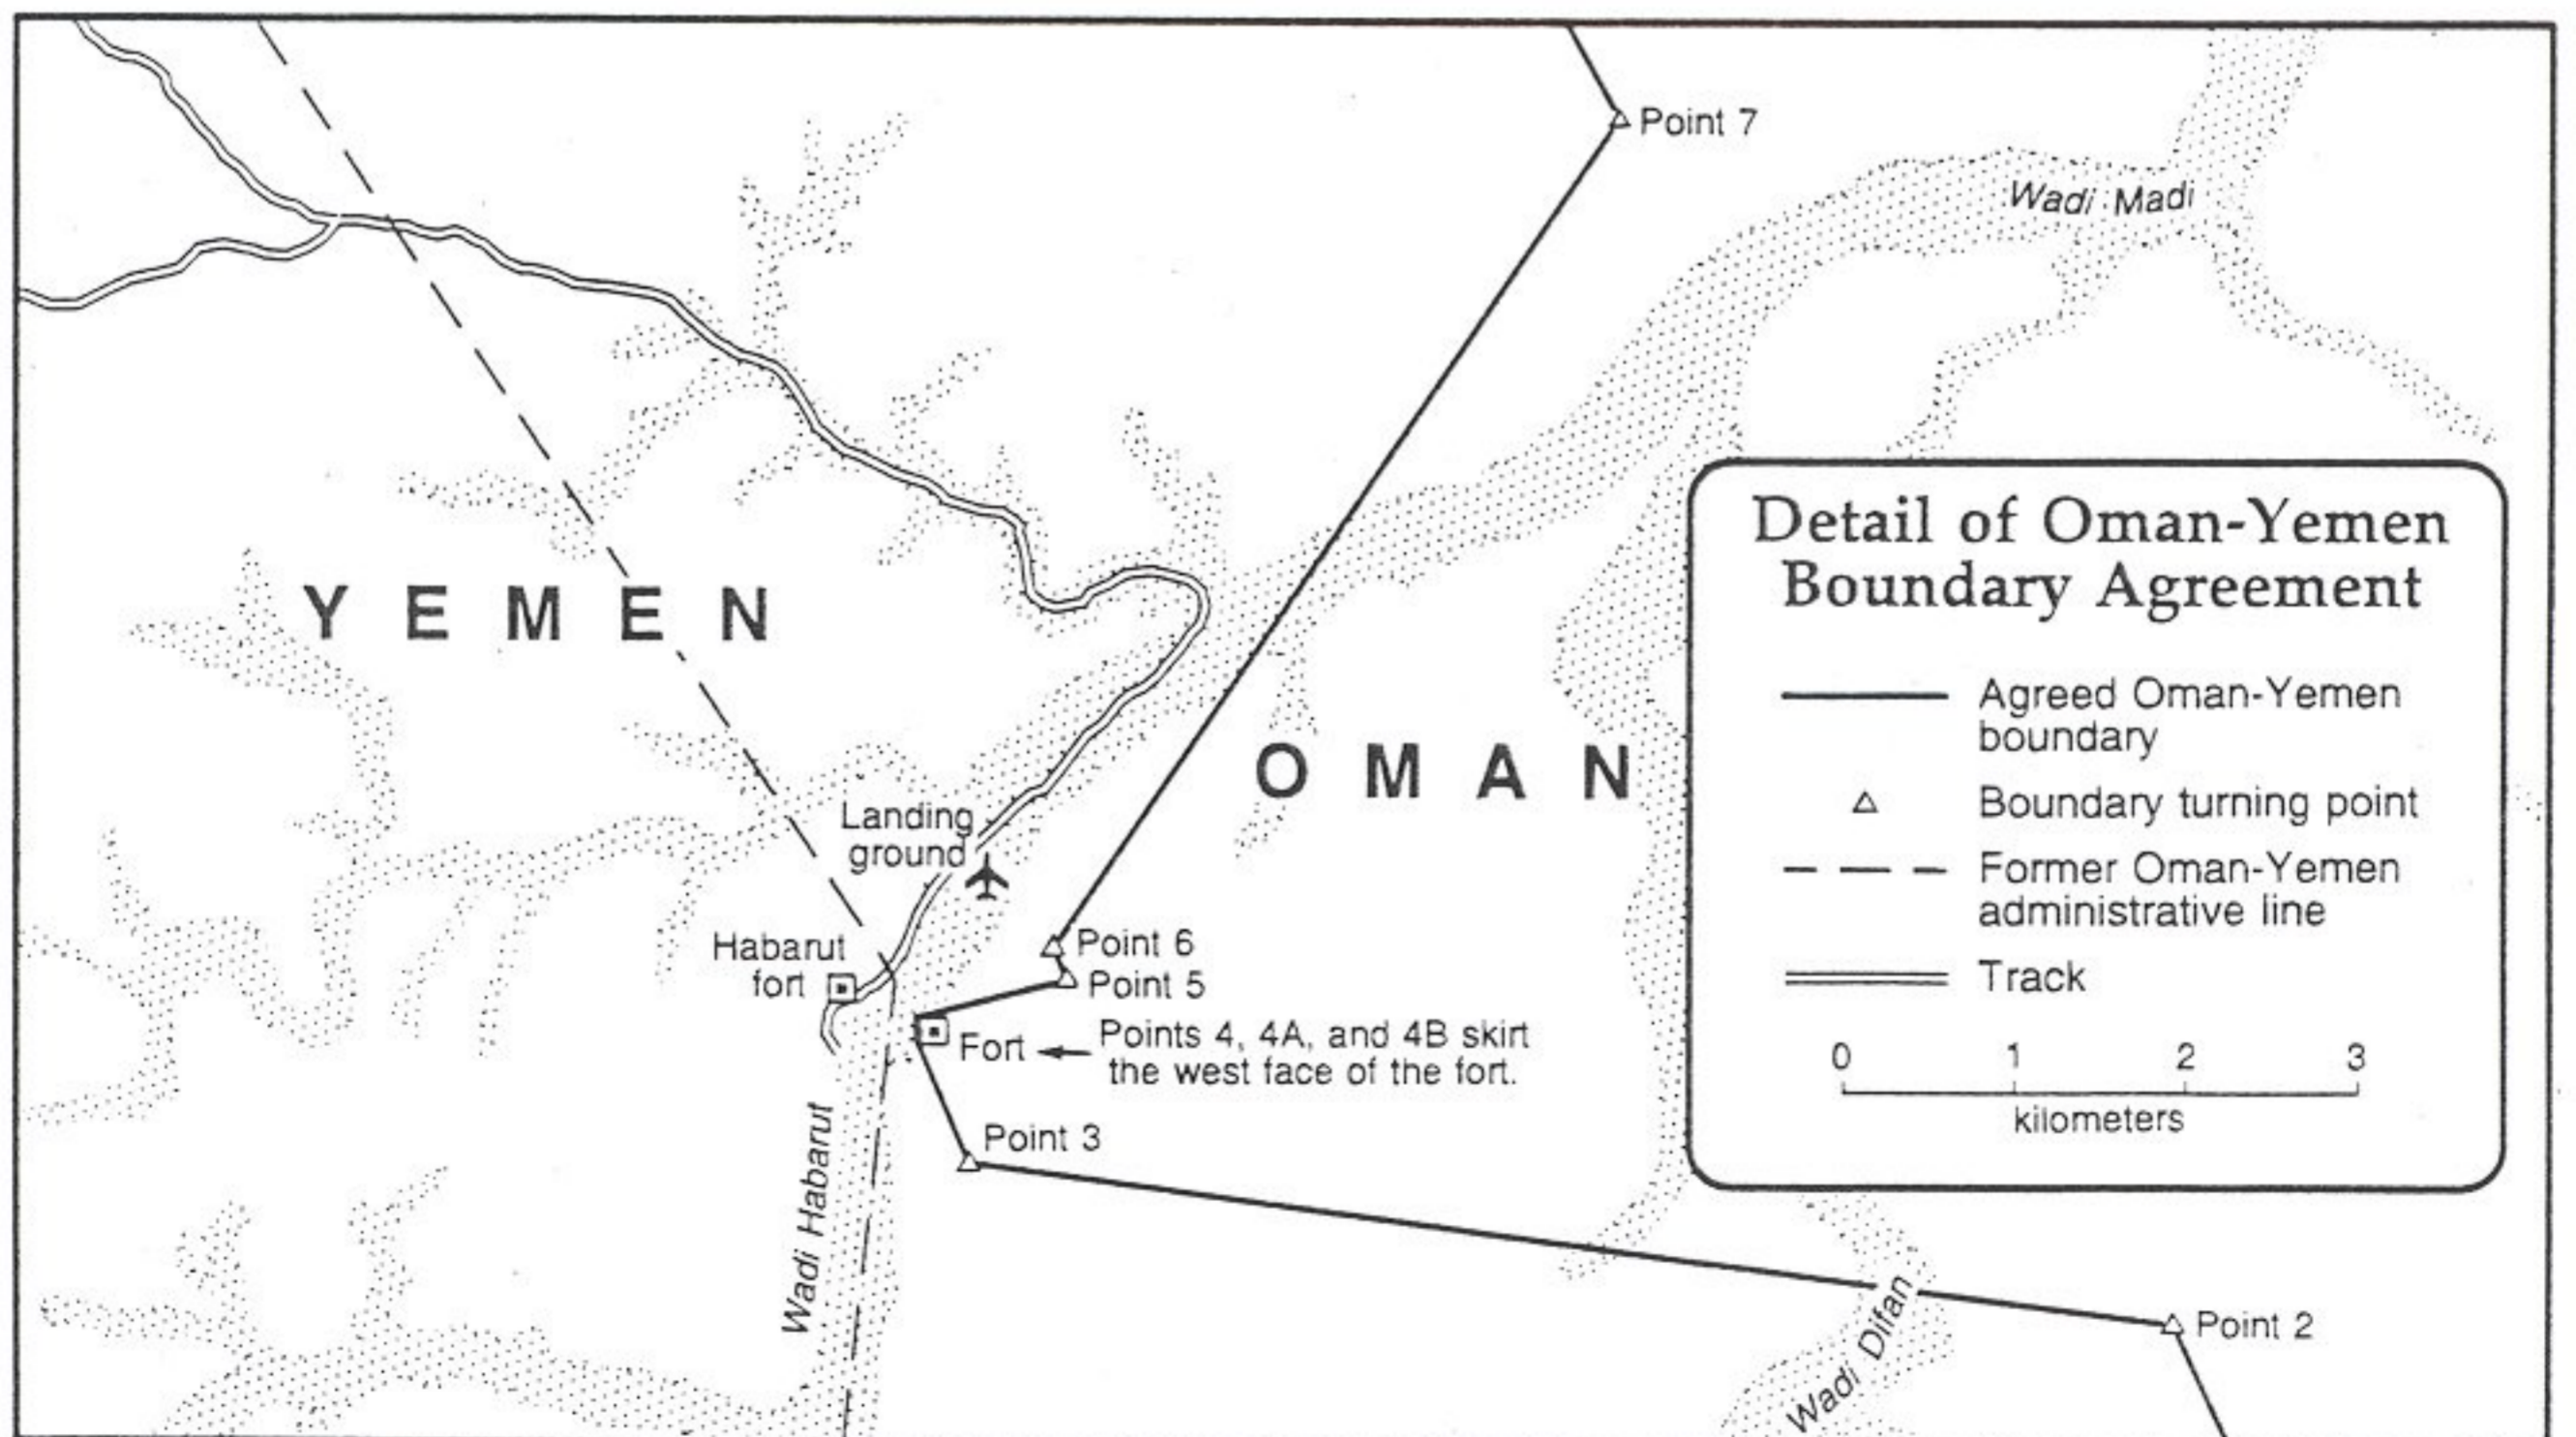 Point 7
Wadi Madi
Detail of Oman-Yemen
Boundary Agreement
YEMEN
Agreed Oman-Yemen
boundary
OMAN
Boundary turning point
Landing
ground
Former Oman-Yemen
administrative line
Habarut
fort
Point 6
Point 5
Track
Fort
Points 4, 4A, and 4B skirt
the west face of the fort.
0 1 2 3
kilometers
Point 3
Wadi Habarut
Wadi Difan
Point 2